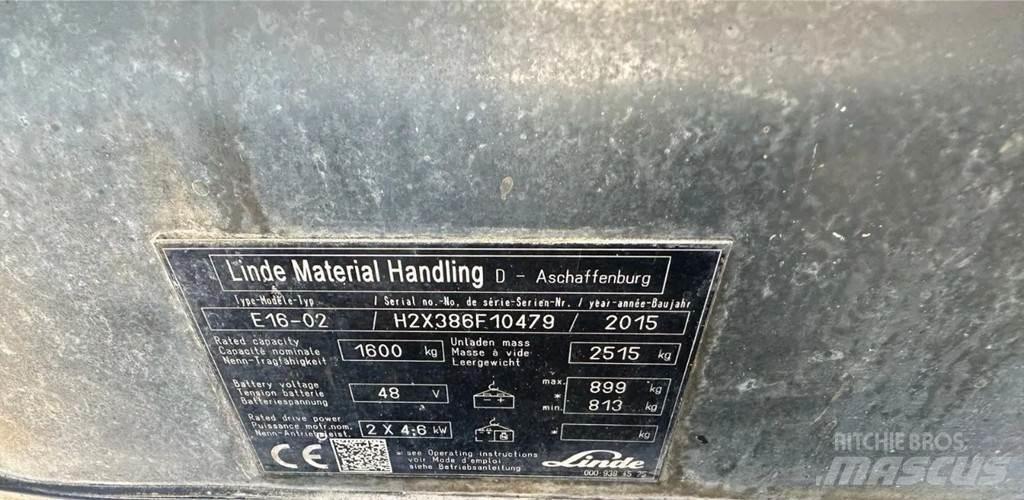 Linde Material Handling D - Aschaffenburg
Type-Modèle-Typ / Serial no.-No. de série-Serien-Nr. / year-année-Baujahr
E16-02 / H2X386F10479 / 2015
Rated capacity
Capacité nominale
Nenn-Tragfähigkeit
1600 kg
Unladen mass
Masse à vide
Leergewicht
2515 kg
Battery voltage
Tension batterie
Batteriespannung
48 V
- +
max. 899 kg
*
min. 813 kg
Rated drive power
Puissance motr.nom.
Nenn-Antriebsleist.
2 X 4.6 kW
* kg
CE
* see Operating instructions
voir Mode d'emploi
siehe Betriebsanleitung
Linde
000 938 45
RITCHIE BROS.
MASCUS